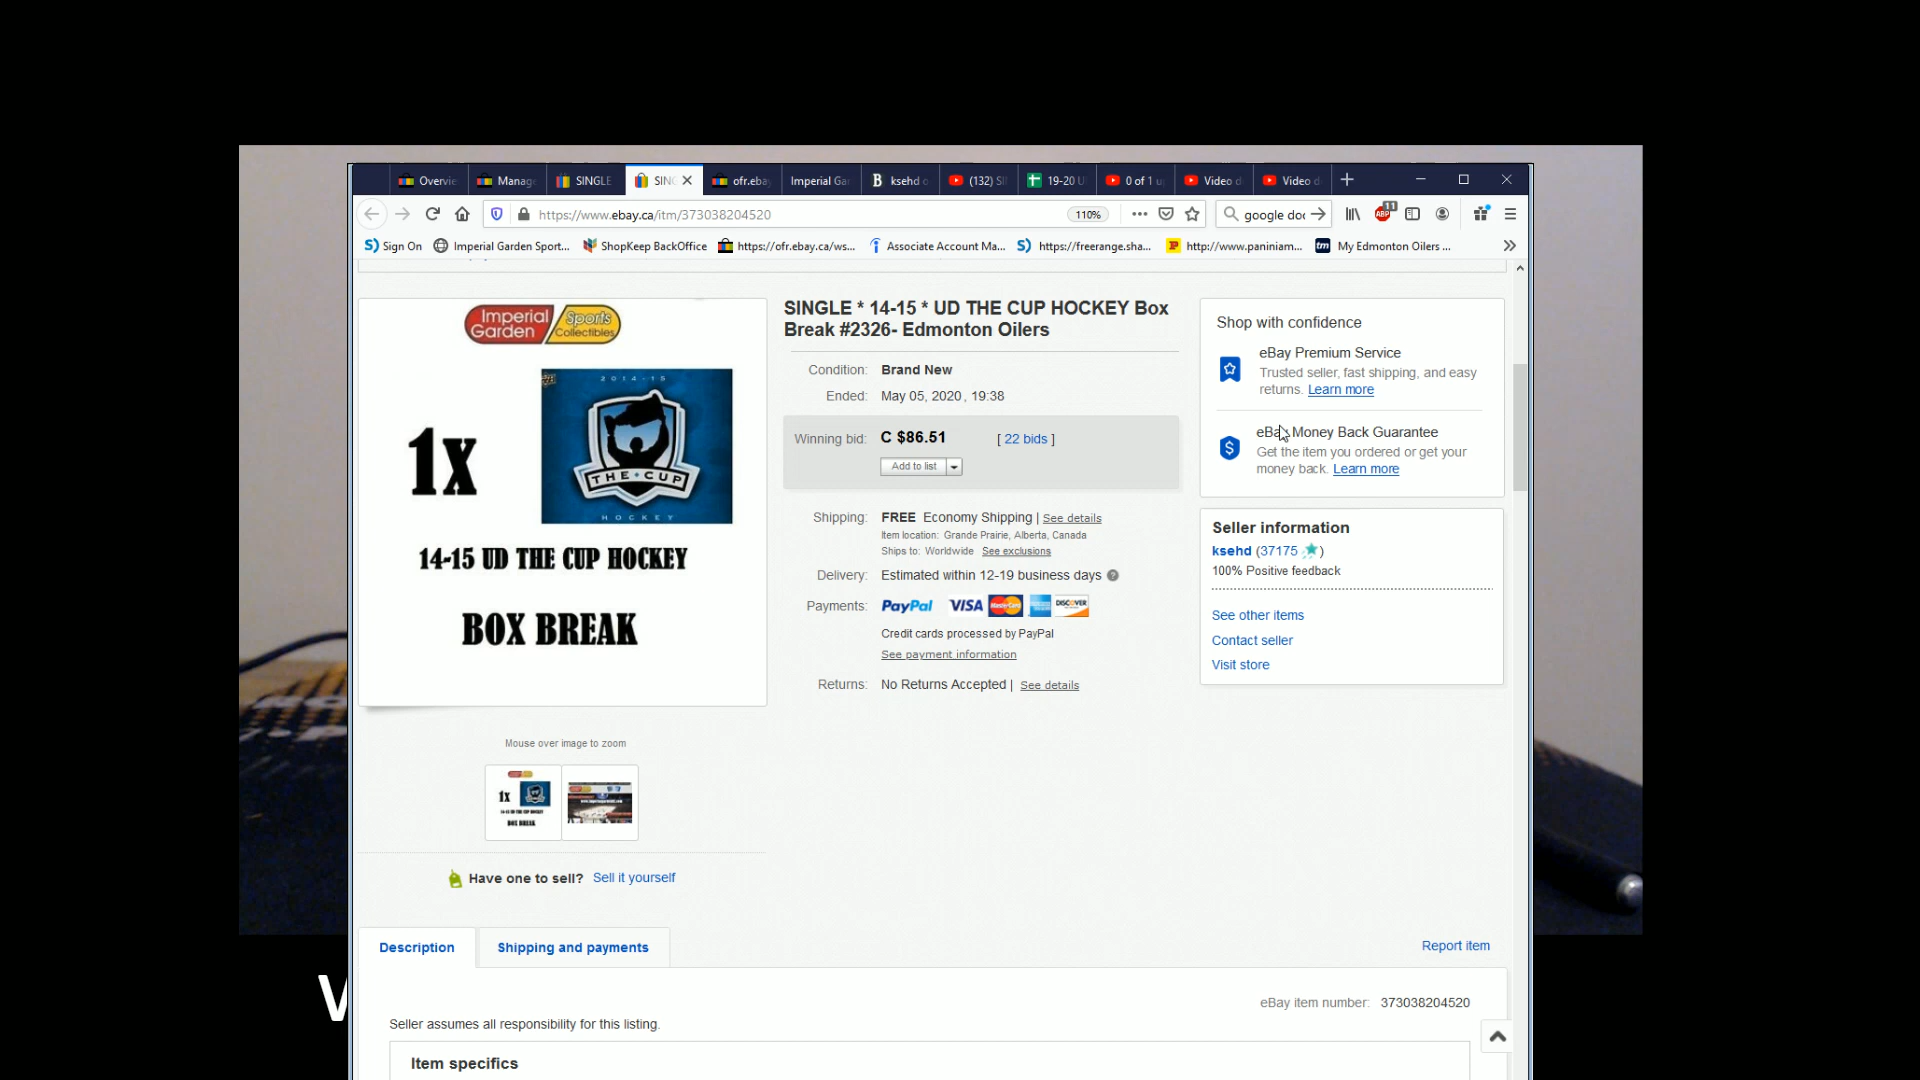 Overvie
Manage
SINGLE
SING
ofr.eba
Imperial Ga
ksehd o
(132) SI
19-20 U
0 of 1 u
Video d
Video d
https://www.ebay.ca/itm/373038204520
110%
google doc
11
ABP
Sign On
Imperial Garden Sport...
ShopKeep BackOffice
https://ofr.ebay.ca/ws...
Associate Account Ma...
https://freerange.sha...
http://www.paniniam...
My Edmonton Oilers ...
Imperial Garden
Sports Collectibles
1X
2014-15
THE CUP
HOCKEY
14-15 UD THE CUP HOCKEY
BOX BREAK
Mouse over image to zoom
1x
BOX BREAK
Have one to sell? Sell it yourself
SINGLE * 14-15 * UD THE CUP HOCKEY Box
Break #2326- Edmonton Oilers
Condition: Brand New
Ended: May 05, 2020 , 19:38
Winning bid: C $86.51 [ 22 bids ]
Add to list
Shipping: FREE Economy Shipping | See details
Item location: Grande Prairie, Alberta, Canada
Ships to: Worldwide See exclusions
Delivery: Estimated within 12-19 business days
Payments: PayPal VISA MasterCard DISCOVER
Credit cards processed by PayPal
See payment information
Returns: No Returns Accepted | See details
Shop with confidence
eBay Premium Service
Trusted seller, fast shipping, and easy
returns. Learn more
eBay Money Back Guarantee
Get the item you ordered or get your
money back. Learn more
Seller information
ksehd (37175 )
100% Positive feedback
See other items
Contact seller
Visit store
Description
Shipping and payments
Report item
eBay item number: 373038204520
Seller assumes all responsibility for this listing.
Item specifics